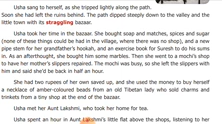 Usha sang to herself, as she tripped lightly along the path.
Soon she had left the ruins behind. The path dipped steeply down to the valley and the
little town with its straggling bazaar.
Usha took her time in the bazaar. She bought soap and matches, spices and sugar
(none of these things could be had in the village, where there was no shop), and a new
pipe stem for her grandfather's hookah, and an exercise book for Suresh to do his sums
in. As an afterthought, she bought him some marbles. Then she went to a mochi's shop
to have her mother's slippers repaired. The mochi was busy, so she left the slippers with
him and said she'd be back in half an hour.
She had two rupees of her own saved up, and she used the money to buy herself
a necklace of amber-coloured beads from an old Tibetan lady who sold charms and
trinkets from a tiny shop at the end of the bazaar.
Usha met her Aunt Lakshmi, who took her home for tea.
Usha spent an hour in Aunt Lakshmi's little flat above the shops, listening to her